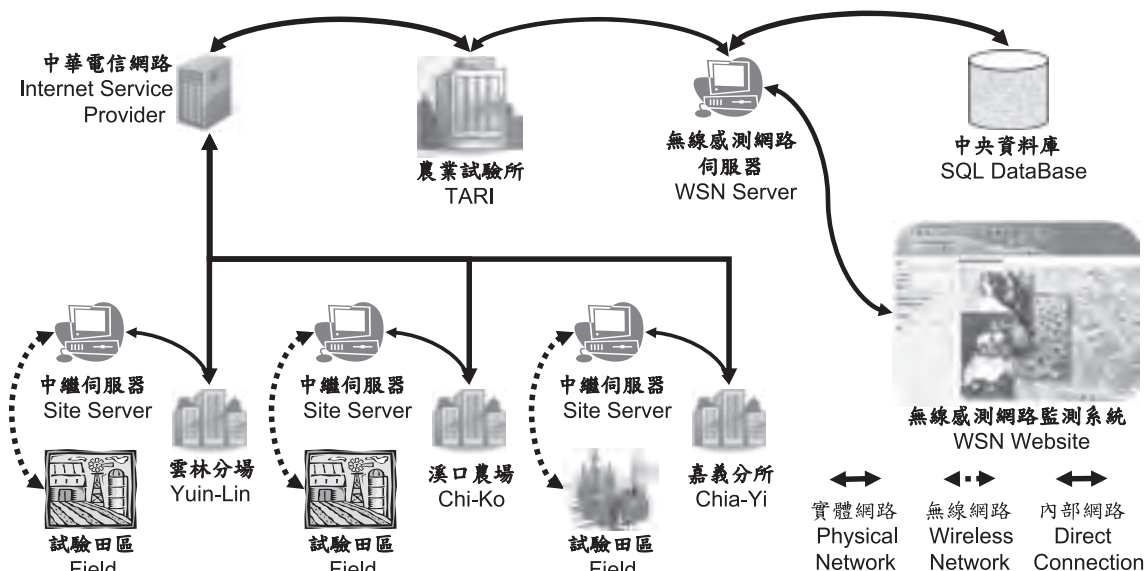 中華電信網路
Internet Service
Provider
農業試驗所
TARI
無線感測網路
伺服器
WSN Server
中央資料庫
SQL DataBase
中繼伺服器
Site Server
中繼伺服器
Site Server
中繼伺服器
Site Server
無線感測網路監測系統
WSN Website
雲林分場
Yuin-Lin
溪口農場
Chi-Ko
嘉義分所
Chia-Yi
試驗田區
Field
試驗田區
Field
試驗田區
Field
實體網路
Physical
Network
無線網路
Wireless
Network
內部網路
Direct
Connection